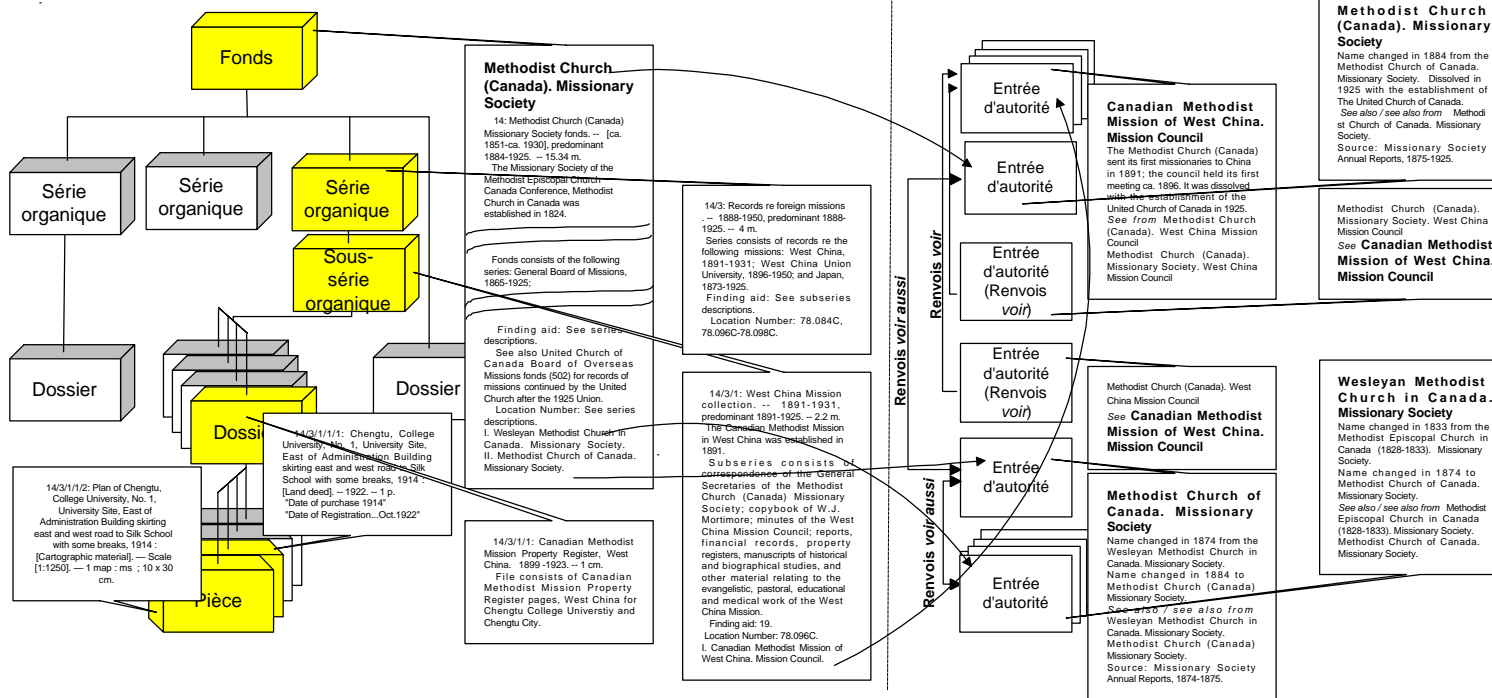 Fonds
Série
organique
Série
organique
Série
organique
Sous-
série
organique
Dossier
Dossier
Dossi
Pièce
Methodist Church
(Canada). Missionary
Society
14: Methodist Church (Canada)
Missionary Society fonds. -- [ca.
1851-ca. 1930], predominant
1884-1925. -- 15.34 m.
The Missionary Society of the
Methodist Episcopal Church
Canada Conference, Methodist
Church in Canada was
established in 1824.
Fonds consists of the following
series: General Board of Missions,
1865-1925;
Finding aid: See series
descriptions.
See also United Church of
Canada Board of Overseas
Missions fonds (502) for records of
missions continued by the United
Church after the 1925 Union.
Location Number: See series
descriptions.
I. Wesleyan Methodist Church in
Canada. Missionary Society.
II. Methodist Church of Canada.
Missionary Society.
14/3: Records re foreign missions
. -- 1888-1950, predominant 1888-
1925. -- 4 m.
Series consists of records re the
following missions: West China,
1891-1931; West China Union
University, 1896-1950; and Japan,
1873-1925.
Finding aid: See subseries
descriptions.
Location Number: 78.084C,
78.096C-78.098C.
14/3/1: West China Mission
collection. -- 1891-1931,
predominant 1891-1925. -- 2.2 m.
The Canadian Methodist Mission
in West China was established in
1891.
Subseries consists of
correspondence of the General
Secretaries of the Methodist
Church (Canada) Missionary
Society; copybook of W.J.
Mortimore; minutes of the West
China Mission Council; reports,
financial records, property
registers, manuscripts of historical
and biographical studies, and
other material relating to the
evangelistic, pastoral, educational
and medical work of the West
China Mission.
Finding aid: 19.
Location Number: 78.096C.
I. Canadian Methodist Mission of
West China. Mission Council.
14/3/1/1/1: Chengtu, College
University, No. 1, University Site,
East of Administration Building
skirting east and west road to Silk
School with some breaks, 1914 :
[Land deed]. -- 1922. -- 1 p.
"Date of purchase 1914"
"Date of Registration...Oct.1922"
14/3/1/1/2: Plan of Chengtu,
College University, No. 1,
University Site, East of
Administration Building skirting
east and west road to Silk School
with some breaks, 1914 :
[Cartographic material]. — Scale
[1:1250]. — 1 map : ms ; 10 x 30
cm.
14/3/1/1: Canadian Methodist
Mission Property Register, West
China. 1899 -1923. -- 1 cm.
File consists of Canadian
Methodist Mission Property
Register pages, West China for
Chengtu College Universtiy and
Chengtu City.
Renvois voir aussi
Renvois voir
Renvois voir aussi
Entrée
d'autorité
Entrée
d'autorité
Entrée
d'autorité
(Renvois
voir)
Entrée
d'autorité
(Renvois
voir)
Entrée
d'autorité
Entrée
d'autorité
Canadian Methodist
Mission of West China.
Mission Council
The Methodist Church (Canada)
sent its first missionaries to China
in 1891; the council held its first
meeting ca. 1896. It was dissolved
with the establishment of the
United Church of Canada in 1925.
See from Methodist Church
(Canada). West China Mission
Council
Methodist Church (Canada).
Missionary Society. West China
Mission Council
Methodist Church (Canada). West
China Mission Council
See Canadian Methodist
Mission of West China.
Mission Council
Methodist Church of
Canada. Missionary
Society
Name changed in 1874 from the
Wesleyan Methodist Church in
Canada. Missionary Society.
Name changed in 1884 to
Methodist Church (Canada)
Missionary Society.
See also / see also from
Wesleyan Methodist Church in
Canada. Missionary Society.
Methodist Church (Canada)
Missionary Society.
Source: Missionary Society
Annual Reports, 1874-1875.
Methodist Church
(Canada). Missionary
Society
Name changed in 1884 from the
Methodist Church of Canada.
Missionary Society. Dissolved in
1925 with the establishment of
The United Church of Canada.
See also / see also from Methodi
st Church of Canada. Missionary
Society.
Source: Missionary Society
Annual Reports, 1875-1925.
Methodist Church (Canada).
Missionary Society. West China
Mission Council
See Canadian Methodist
Mission of West China.
Mission Council
Wesleyan Methodist
Church in Canada.
Missionary Society
Name changed in 1833 from the
Methodist Episcopal Church in
Canada (1828-1833). Missionary
Society.
Name changed in 1874 to
Methodist Church of Canada.
Missionary Society.
See also / see also from Methodist
Episcopal Church in Canada
(1828-1833). Missionary Society.
Methodist Church of Canada.
Missionary Society.